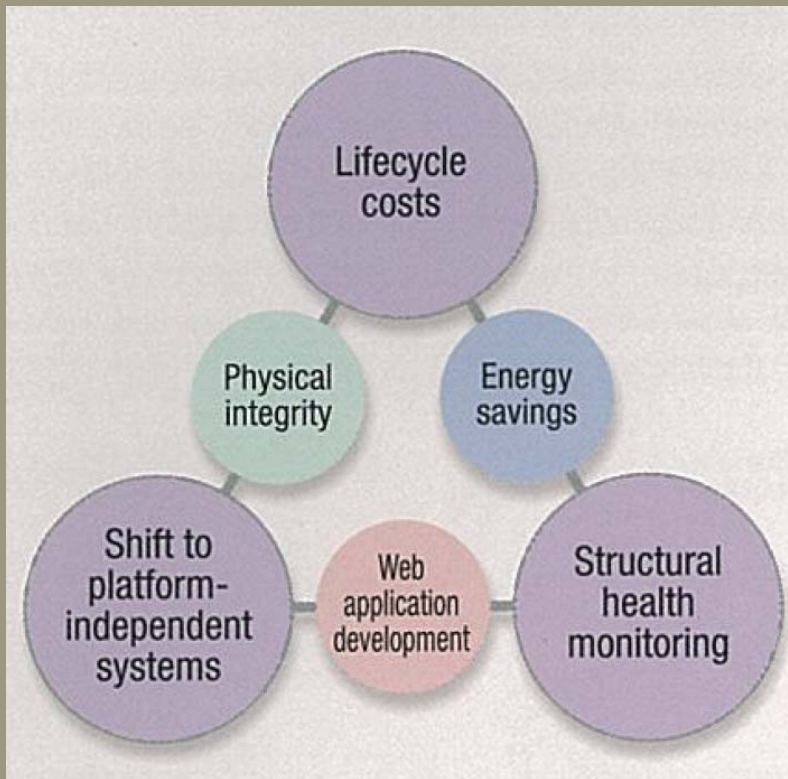 Lifecycle
costs
Physical
integrity
Energy
savings
Shift to
platform-
independent
systems
Web
application
development
Structural
health
monitoring